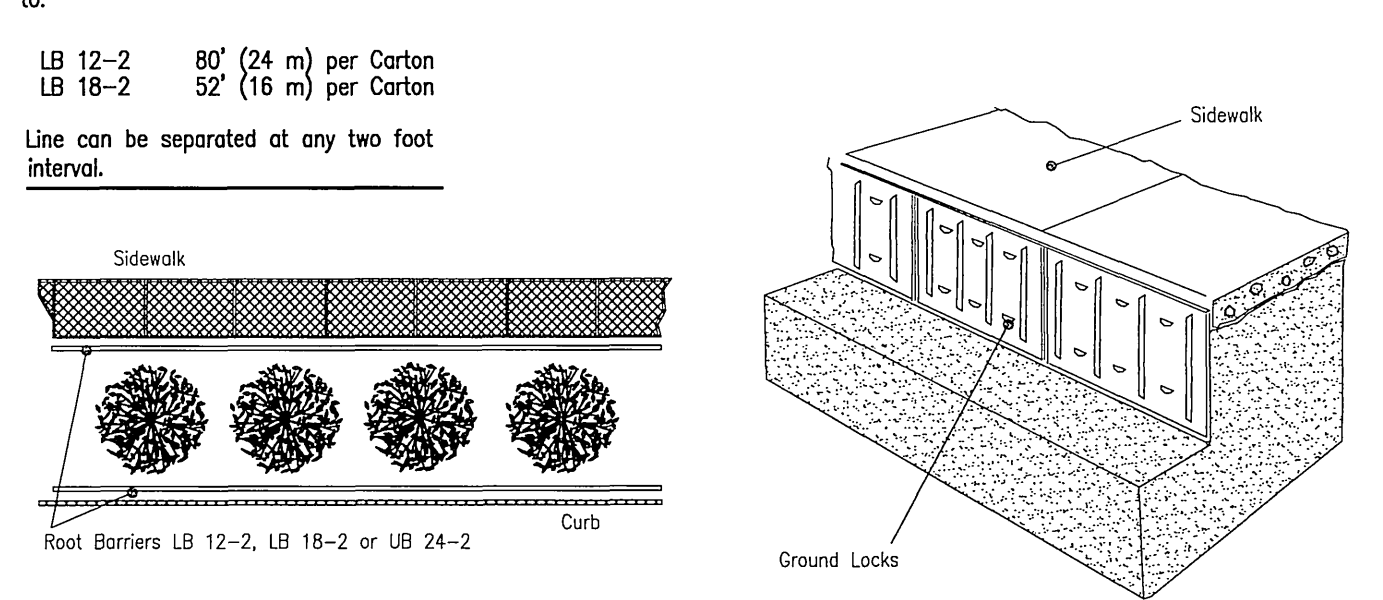 to:
LB 12-2 80' (24 m) per Carton
LB 18-2 52' (16 m) per Carton
Line can be separated at any two foot
interval.
Sidewalk
Curb
Root Barriers LB 12-2, LB 18-2 or UB 24-2
Sidewalk
Ground Locks